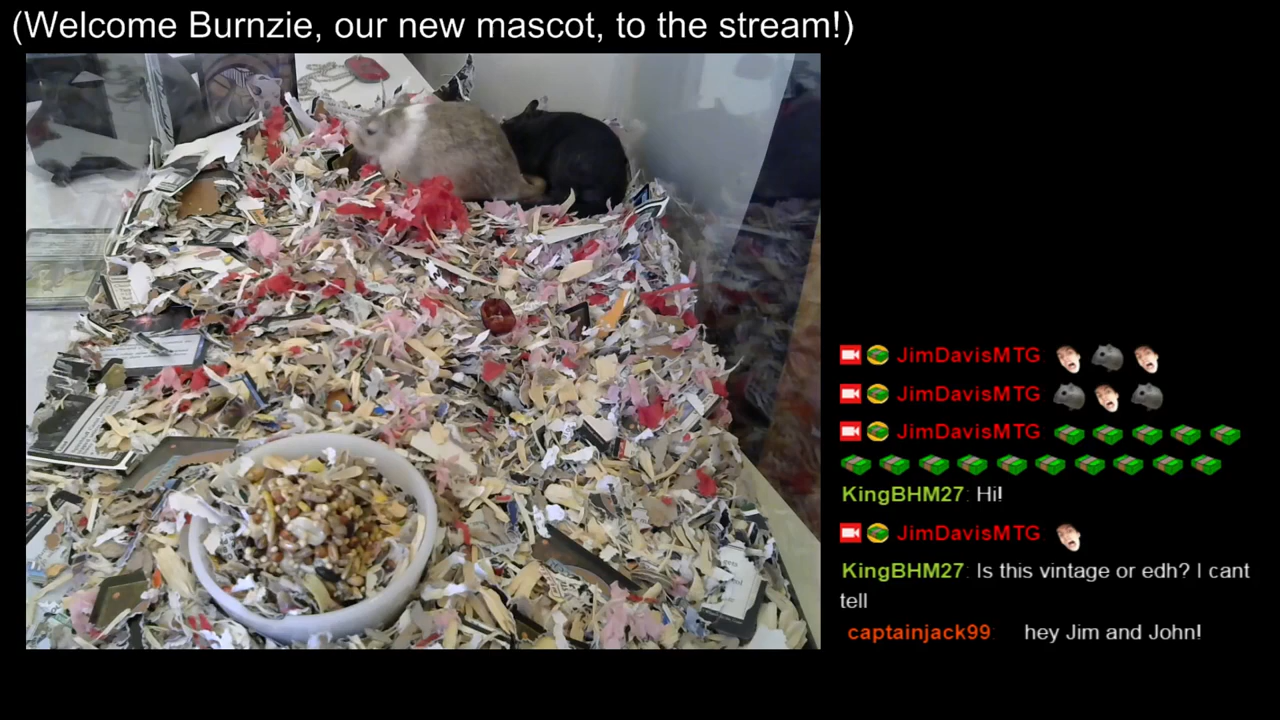 (Welcome Burnzie, our new mascot, to the stream!)
JimDavisMTG
JimDavisMTG
JimDavisMTG
KingBHM27: Hi!
JimDavisMTG
KingBHM27: Is this vintage or edh? I cant
tell
captainjack99: hey Jim and John!